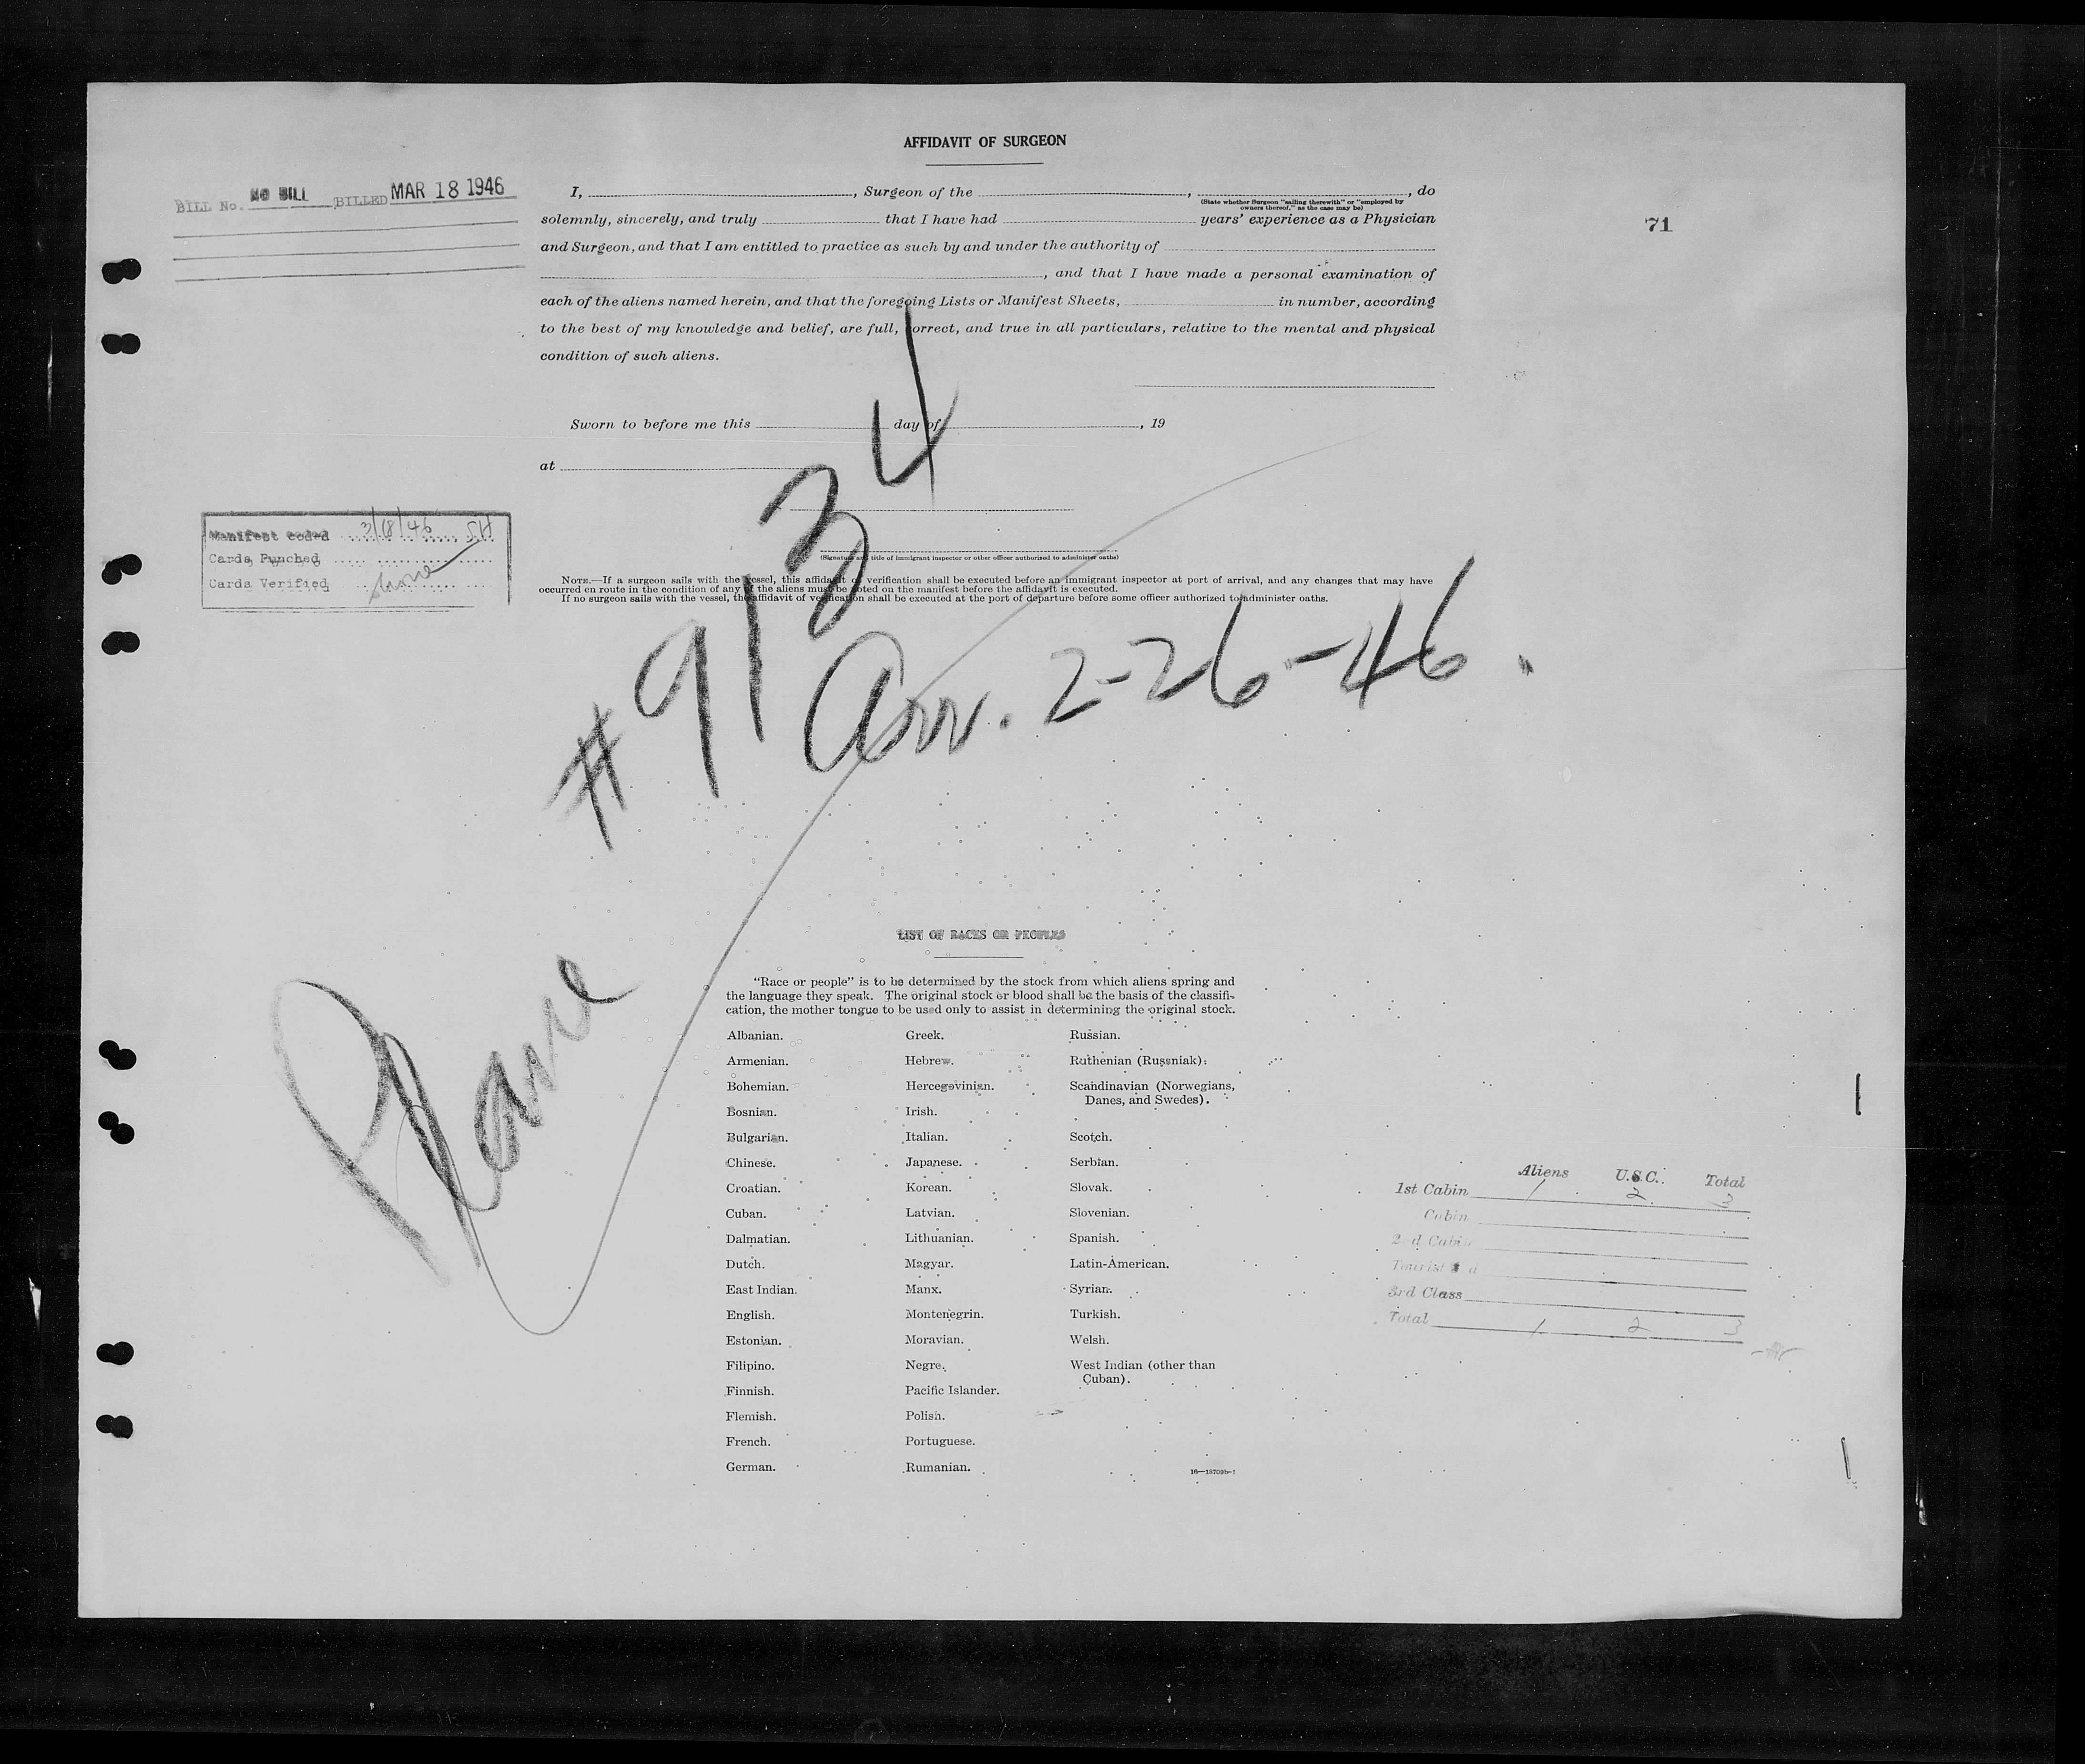 AFFIDAVIT OF SURGEON
BILL No. NO BILL BILLED MAR 18 1946
I, , Surgeon of the , , do
(State whether Surgeon "sailing therewith" or "employed by
owners thereof," as the case may be)
solemnly, sincerely, and truly that I have had years' experience as a Physician
71
and Surgeon, and that I am entitled to practice as such by and under the authority of
, and that I have made a personal examination of
each of the aliens named herein, and that the foregoing Lists or Manifest Sheets, in number, according
to the best of my knowledge and belief, are full, correct, and true in all particulars, relative to the mental and physical
condition of such aliens.
Sworn to before me this day of , 19
at
Manifest coded 3/18/46 SH
Cards Punched
Cards Verified
(Signature and title of immigrant inspector or other officer authorized to administer oaths)
NOTE.—If a surgeon sails with the vessel, this affidavit of verification shall be executed before an immigrant inspector at port of arrival, and any changes that may have
occurred en route in the condition of any of the aliens must be noted on the manifest before the affidavit is executed.
If no surgeon sails with the vessel, the affidavit of verification shall be executed at the port of departure before some officer authorized to administer oaths.
Plane #9134
Arr. 2-26-46.
LIST OF RACES OR PEOPLES
"Race or people" is to be determined by the stock from which aliens spring and
the language they speak. The original stock or blood shall be the basis of the classifi-
cation, the mother tongue to be used only to assist in determining the original stock.
Albanian. Greek. Russian.
Armenian. Hebrew. Ruthenian (Russniak).
Bohemian. Hercegovinian. Scandinavian (Norwegians,
Danes, and Swedes).
Bosnian. Irish.
Bulgarian. Italian. Scotch.
Chinese. Japanese. Serbian.
Croatian. Korean. Slovak.
Cuban. Latvian. Slovenian.
Dalmatian. Lithuanian. Spanish.
Dutch. Magyar. Latin-American.
East Indian. Manx. Syrian.
English. Montenegrin. Turkish.
Estonian. Moravian. Welsh.
Filipino. Negro. West Indian (other than
Cuban).
Finnish. Pacific Islander.
Flemish. Polish.
French. Portuguese.
German. Rumanian.
16—13709b-1
Aliens U.S.C. Total
1st Cabin 1 2 3
Cabin
2nd Cabin
Tourist
3rd Class
Total 1 2 3